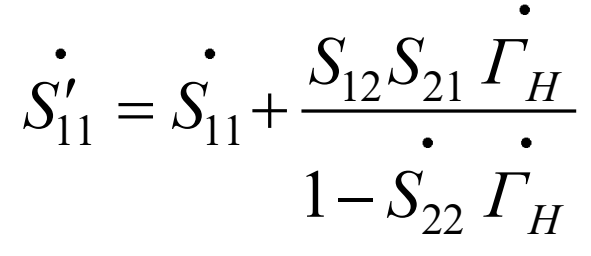 Ṡ′₁₁ = Ṡ₁₁ + (S₁₂S₂₁ Γ̇_H) / (1 − Ṡ₂₂ Γ̇_H)